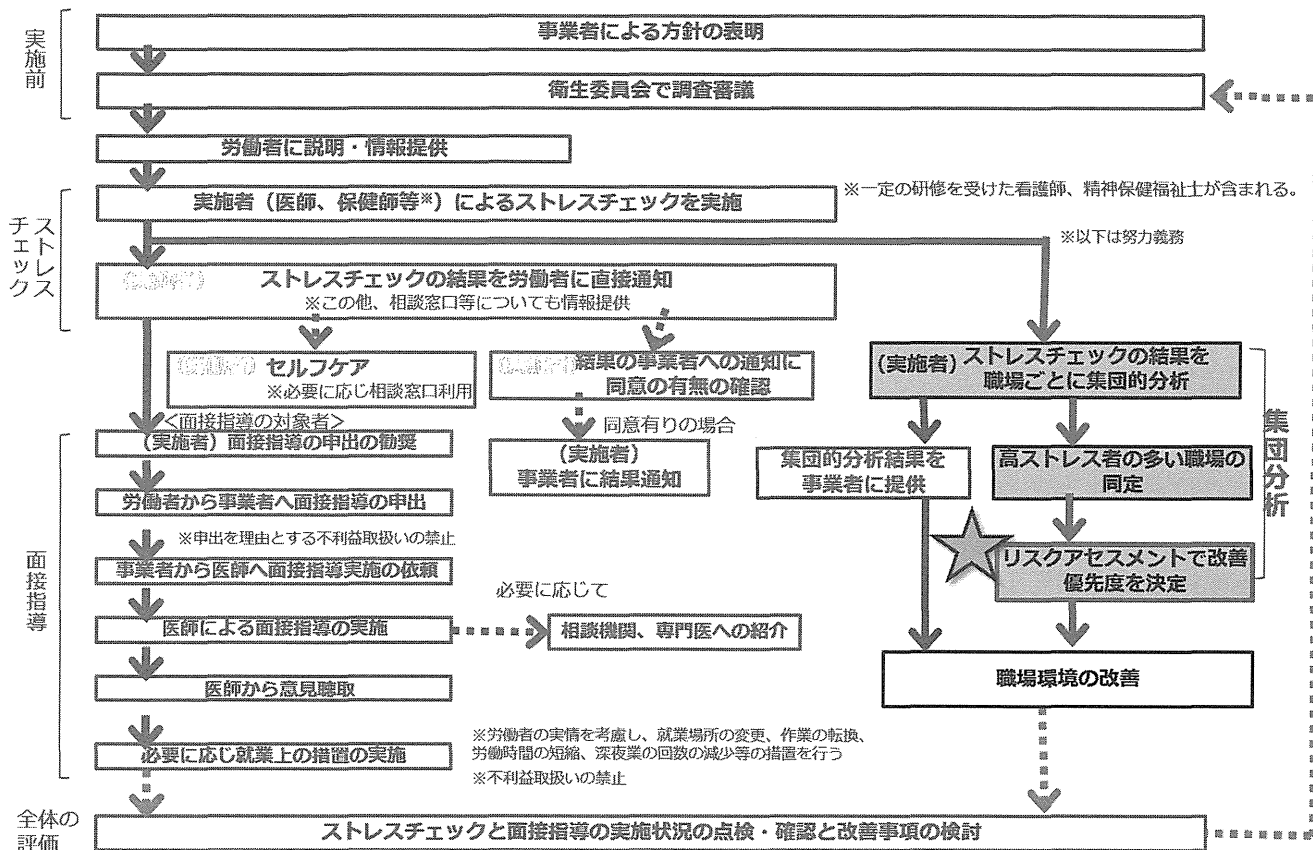 実施前
事業者による方針の表明
衛生委員会で調査審議
労働者に説明・情報提供
ストレス
チェック
実施者（医師、保健師等※）によるストレスチェックを実施
※一定の研修を受けた看護師、精神保健福祉士が含まれる。
※以下は努力義務
ストレスチェックの結果を労働者に直接通知
※この他、相談窓口等についても情報提供
セルフケア
※必要に応じ相談窓口利用
結果の事業者への通知に
同意の有無の確認
同意有りの場合
（実施者）
事業者に結果通知
（実施者）ストレスチェックの結果を
職場ごとに集団的分析
集団的分析結果を
事業者に提供
高ストレス者の多い職場の
同定
リスクアセスメントで改善
優先度を決定
集団分析
職場環境の改善
面接指導
＜面接指導の対象者＞
（実施者）面接指導の申出の勧奨
労働者から事業者へ面接指導の申出
※申出を理由とする不利益取扱いの禁止
事業者から医師へ面接指導実施の依頼
医師による面接指導の実施
必要に応じて
相談機関、専門医への紹介
医師から意見聴取
必要に応じ就業上の措置の実施
※労働者の実情を考慮し、就業場所の変更、作業の転換、
労働時間の短縮、深夜業の回数の減少等の措置を行う
※不利益取扱いの禁止
全体の
評価
ストレスチェックと面接指導の実施状況の点検・確認と改善事項の検討